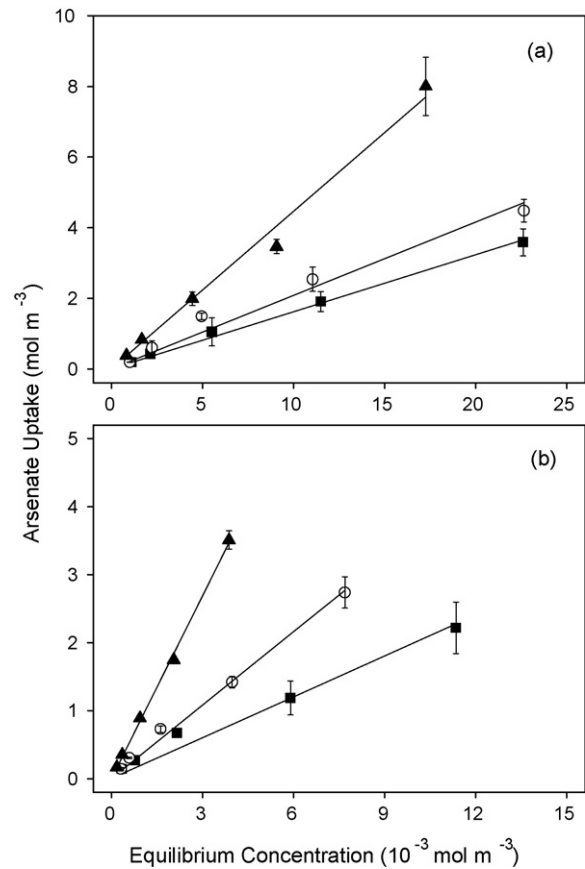 10
(a)
8
6
4
2
0
0 5 10 15 20 25
Arsenate Uptake (mol m⁻³)
5
(b)
4
3
2
1
0
0 3 6 9 12 15
Equilibrium Concentration (10⁻³ mol m⁻³)